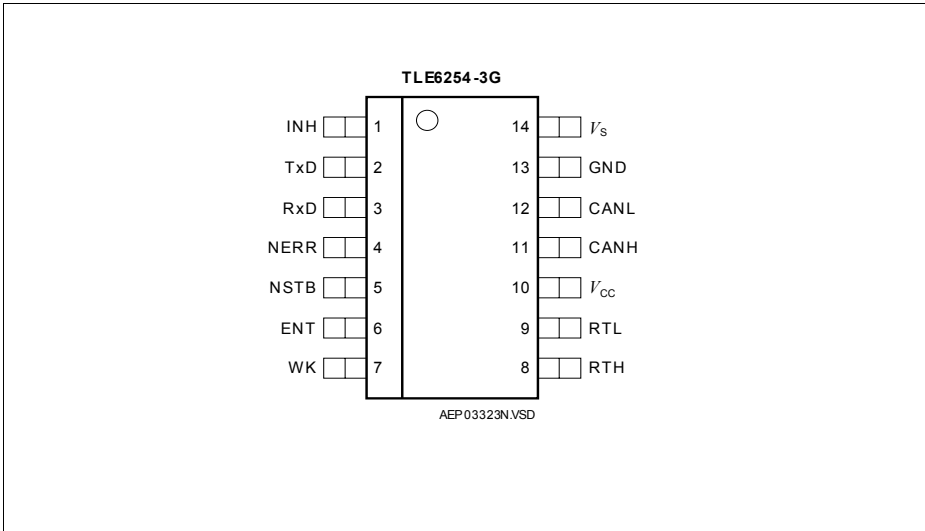 TLE6254-3G
INH 1 14 VS
TxD 2 13 GND
RxD 3 12 CANL
NERR 4 11 CANH
NSTB 5 10 VCC
ENT 6 9 RTL
WK 7 8 RTH
AEP03323N.VSD